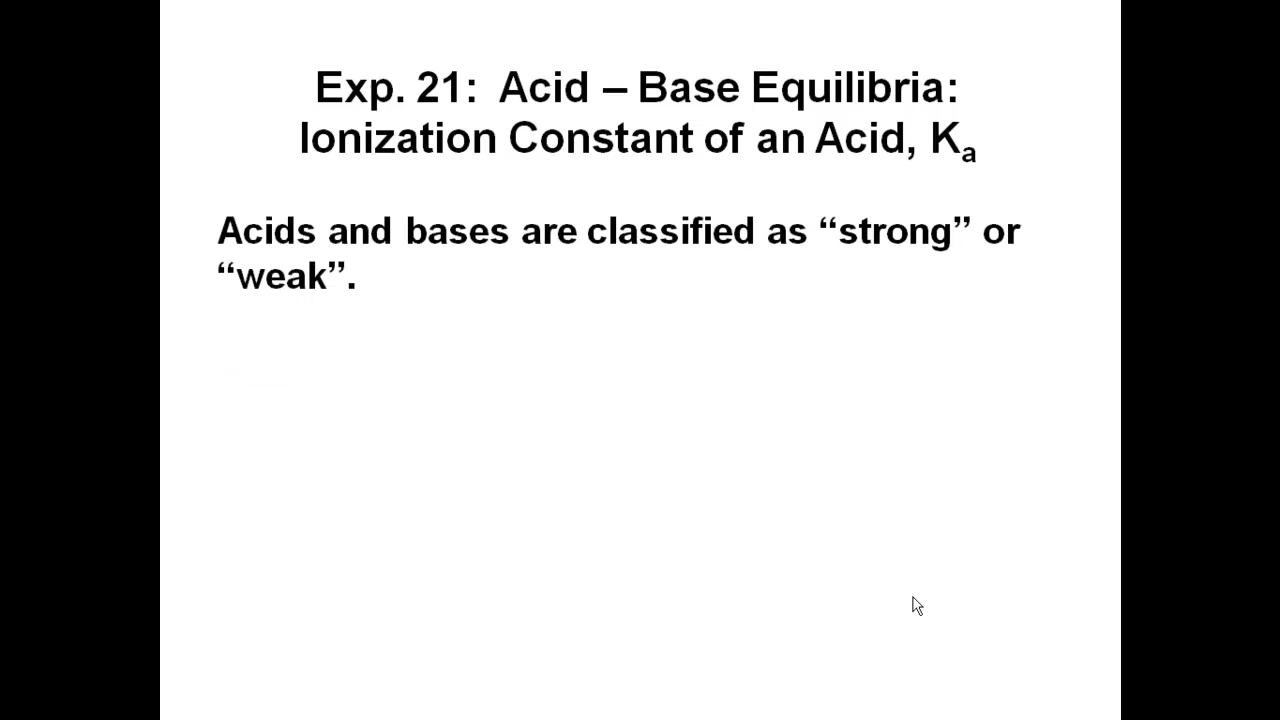 Exp. 21:  Acid – Base Equilibria:
Ionization Constant of an Acid, Ka
Acids and bases are classified as “strong” or
“weak”.